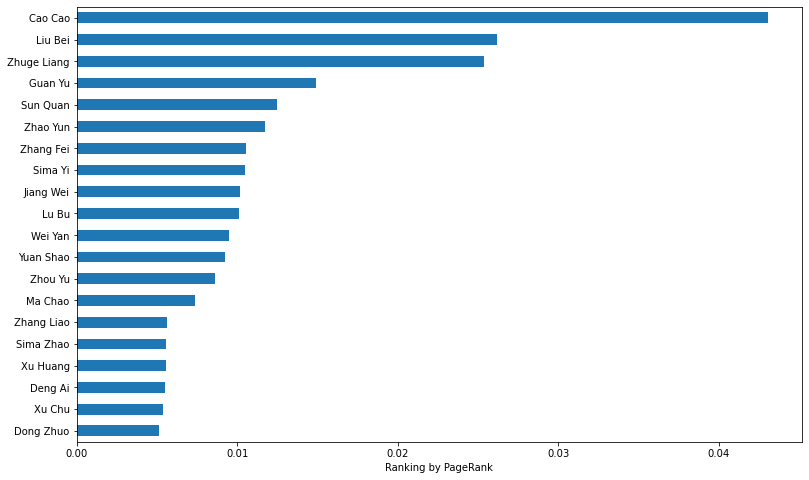 Cao Cao
Liu Bei
Zhuge Liang
Guan Yu
Sun Quan
Zhao Yun
Zhang Fei
Sima Yi
Jiang Wei
Lu Bu
Wei Yan
Yuan Shao
Zhou Yu
Ma Chao
Zhang Liao
Sima Zhao
Xu Huang
Deng Ai
Xu Chu
Dong Zhuo
0.00 0.01 0.02 0.03 0.04
Ranking by PageRank